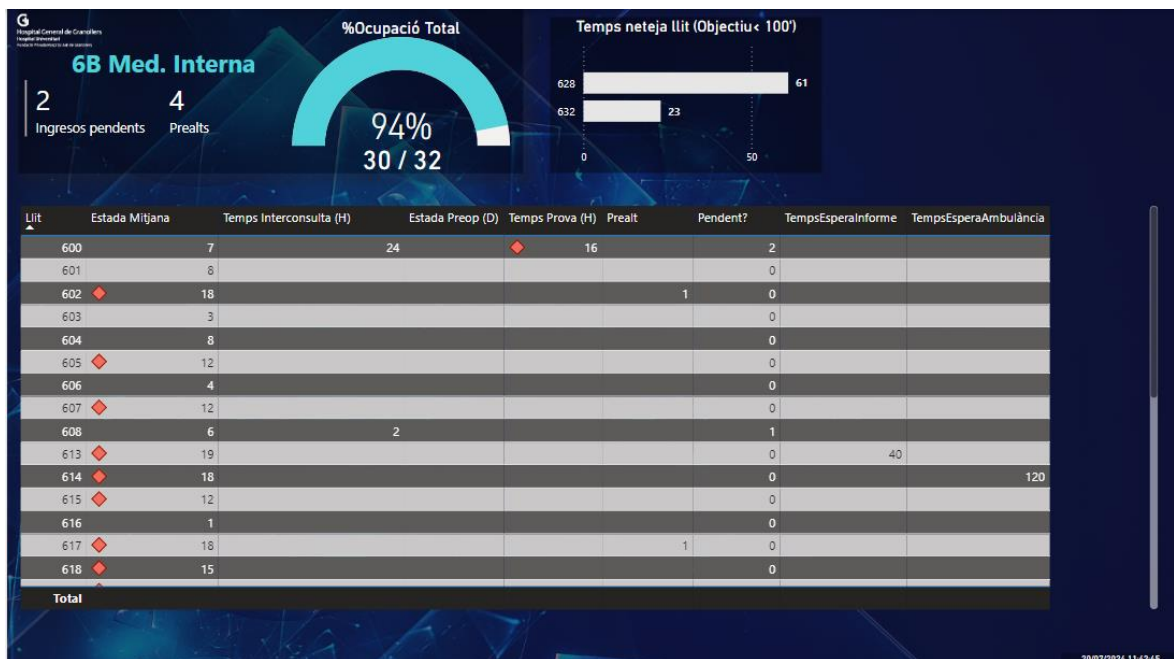 G
Hospital General de Granollers
Hospital Universitari
6B Med. Interna
2
Ingresos pendents
4
Prealts
%Ocupació Total
94%
30 / 32
Temps neteja llit (Objectiu< 100')
628 61
632 23
0 50
Llit Estada Mitjana Temps Interconsulta (H) Estada Preop (D) Temps Prova (H) Prealt Pendent? TempsEsperaInforme TempsEsperaAmbulància
600 7 24 16 2
601 8 0
602 18 1 0
603 3 0
604 8 0
605 12 0
606 4 0
607 12 0
608 6 2 1
613 19 0 40
614 18 0 120
615 12 0
616 1 0
617 18 1 0
618 15 0
Total